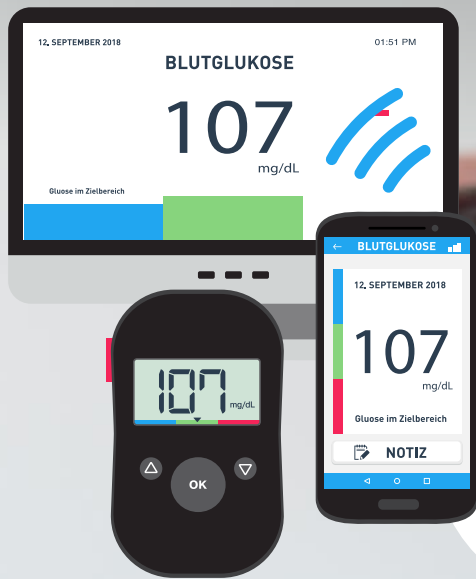 12. SEPTEMBER 2018
01:51 PM
BLUTGLUKOSE
107
mg/dL
Gluose im Zielbereich
← BLUTGLUKOSE
12. SEPTEMBER 2018
107
mg/dL
Gluose im Zielbereich
NOTIZ
107
mg/dL
OK